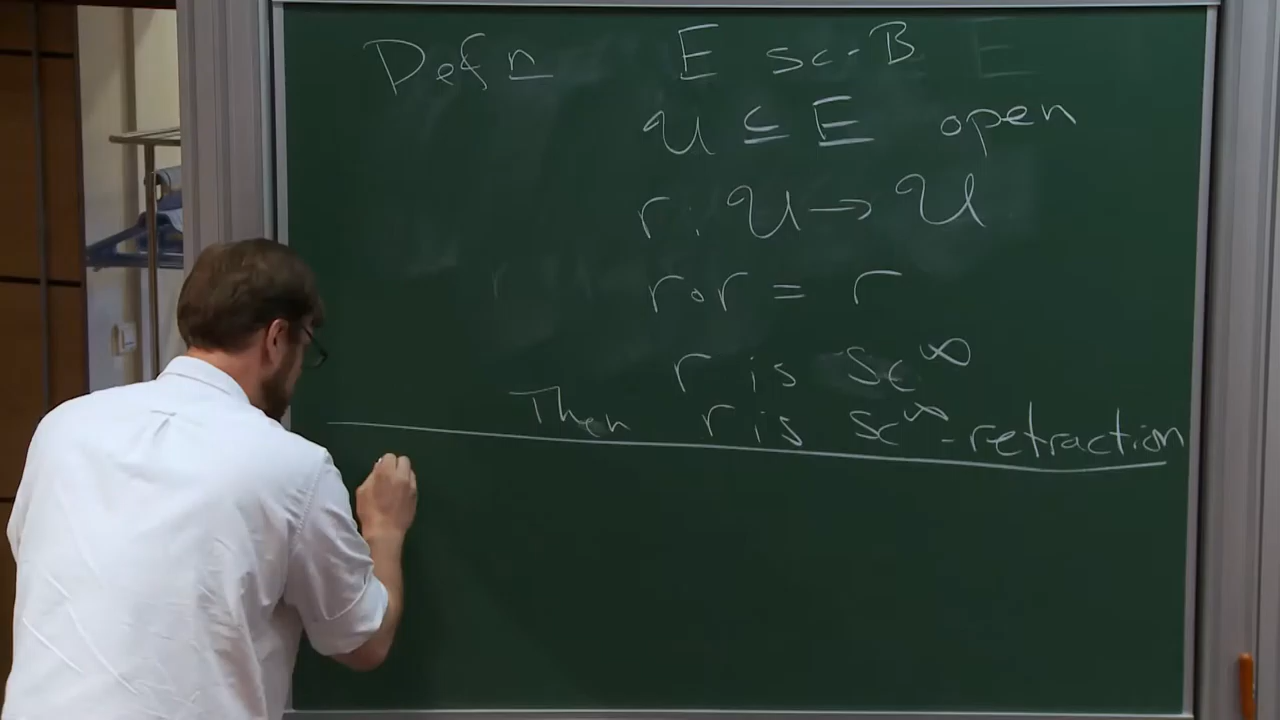 Defn E sc-B
U ⊆ E open
r: U → U
r∘r = r
r is sc^∞
Then r is sc^∞-retraction